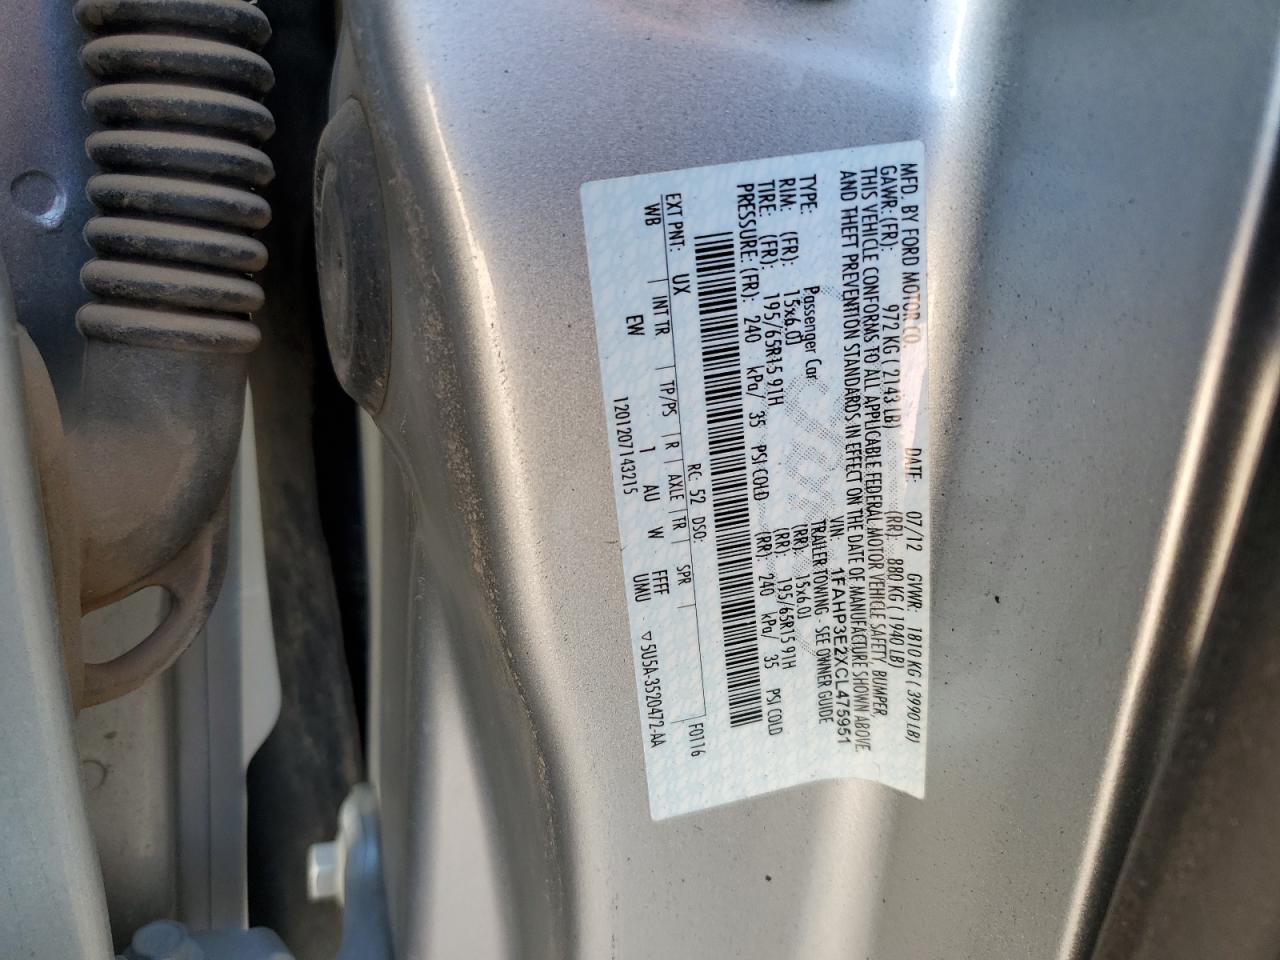 MFD. BY FORD MOTOR CO.
DATE: 07/12 GVWR: 1810 KG ( 3990 LB)
GAWR: (FR): 972 KG ( 2143 LB) (RR): 880 KG ( 1940 LB)
THIS VEHICLE CONFORMS TO ALL APPLICABLE FEDERAL MOTOR VEHICLE SAFETY, BUMPER,
AND THEFT PREVENTION STANDARDS IN EFFECT ON THE DATE OF MANUFACTURE SHOWN ABOVE.
VIN: 1FAHP3E2XCL475951
TYPE: Passenger Car TRAILER TOWING - SEE OWNER GUIDE
RIM: (FR): 15x6.0J (RR): 15x6.0J
TIRE: (FR): 195/65R15 91H (RR): 195/65R15 91H
PRESSURE: (FR): 240 kPa/ 35 PSI COLD (RR): 240 kPa/ 35 PSI COLD
F0116
EXT PNT: UX RC: 52 DSO:
WB | INT TR | TP/PS | R | AXLE | TR | SPR |
EW 1 AU W FFFF ▽5U5A-3520472-AA
120120714321S UMU